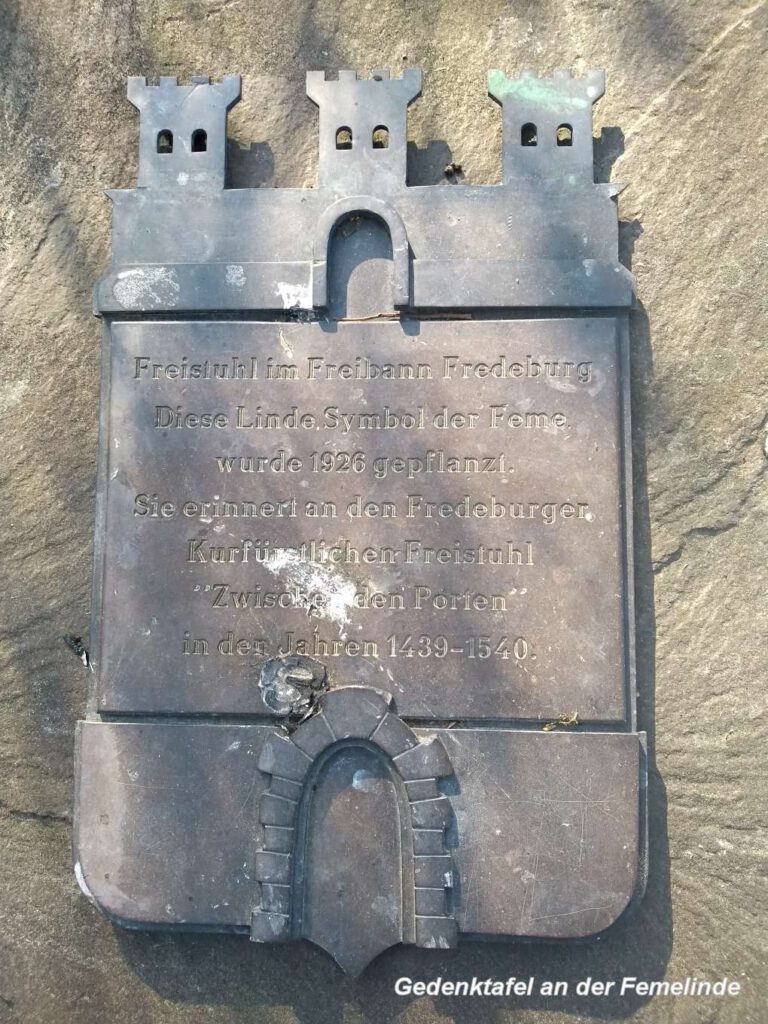 Freistuhl im Freibann Fredeburg
Diese Linde, Symbol der Feme,
wurde 1926 gepflanzt.
Sie erinnert an den Fredeburger
Kurfürstlichen Freistuhl
"Zwischen den Porten"
in den Jahren 1439-1540.
Gedenktafel an der Femelinde